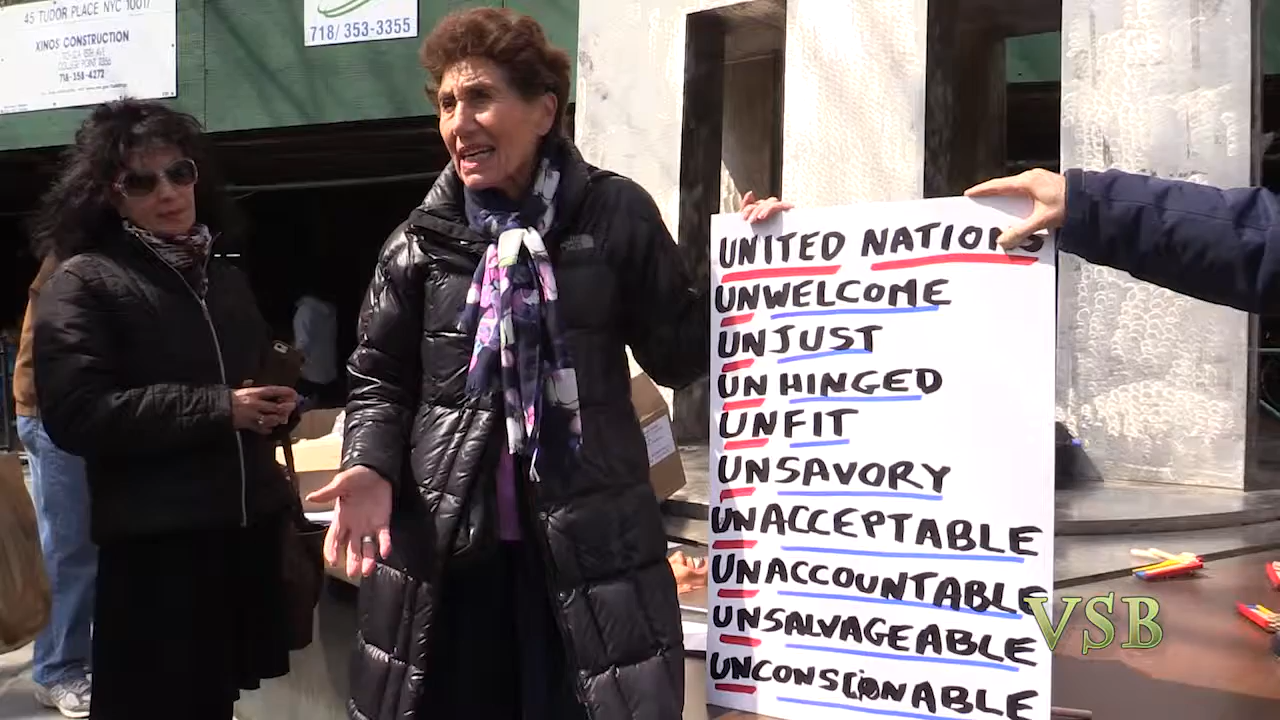 45 TUDOR PLACE NYC 10017
XINOS CONSTRUCTION
718-358-4272
718/ 353-3355
UNITED NATIONS
UNWELCOME
UNJUST
UNHINGED
UNFIT
UNSAVORY
UNACCEPTABLE
UNACCOUNTABLE
UNSALVAGEABLE
UNCONSCIONABLE
VSB